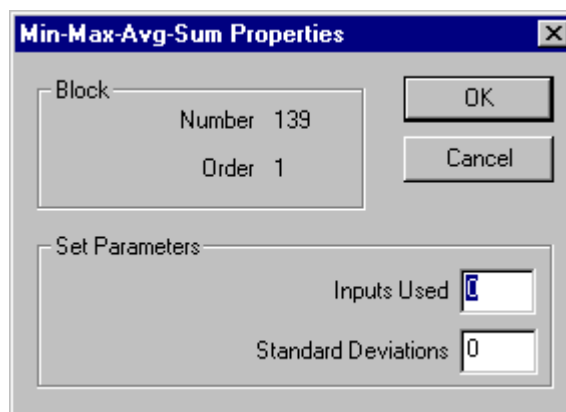 Min-Max-Avg-Sum Properties
Block
Number 139
Order 1
OK
Cancel
Set Parameters
Inputs Used 0
Standard Deviations 0